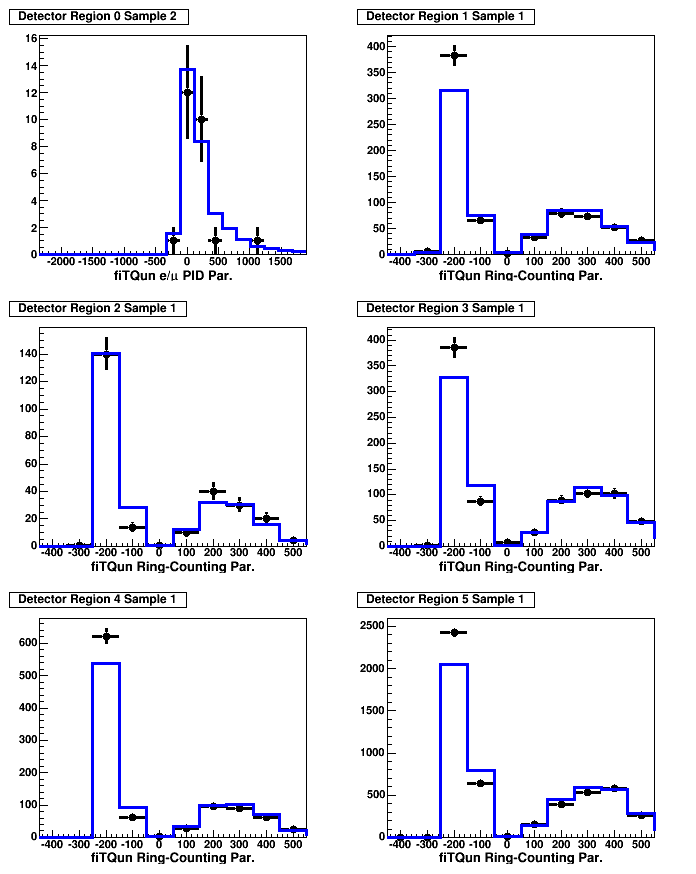 Detector Region 0 Sample 2
16
14
12
10
8
6
4
2
0
-2000 -1500 -1000 -500 0 500 1000 1500
fiTQun e/μ PID Par.
Detector Region 1 Sample 1
400
350
300
250
200
150
100
50
0
-400 -300 -200 -100 0 100 200 300 400 500
fiTQun Ring-Counting Par.
Detector Region 2 Sample 1
140
120
100
80
60
40
20
0
-400 -300 -200 -100 0 100 200 300 400 500
fiTQun Ring-Counting Par.
Detector Region 3 Sample 1
400
350
300
250
200
150
100
50
0
-400 -300 -200 -100 0 100 200 300 400 500
fiTQun Ring-Counting Par.
Detector Region 4 Sample 1
600
500
400
300
200
100
0
-400 -300 -200 -100 0 100 200 300 400 500
fiTQun Ring-Counting Par.
Detector Region 5 Sample 1
2500
2000
1500
1000
500
0
-400 -300 -200 -100 0 100 200 300 400 500
fiTQun Ring-Counting Par.